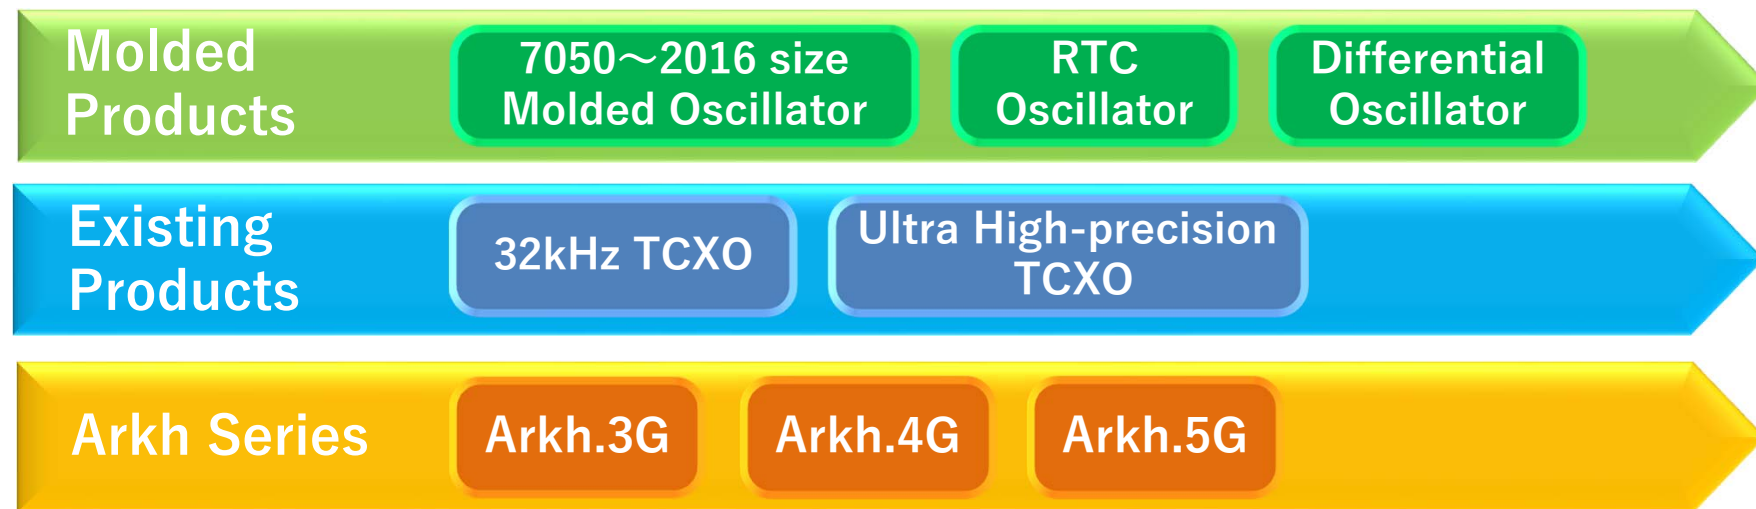 Molded
Products
7050～2016 size
Molded Oscillator
RTC
Oscillator
Differential
Oscillator
Existing
Products
32kHz TCXO
Ultra High-precision
TCXO
Arkh Series
Arkh.3G
Arkh.4G
Arkh.5G